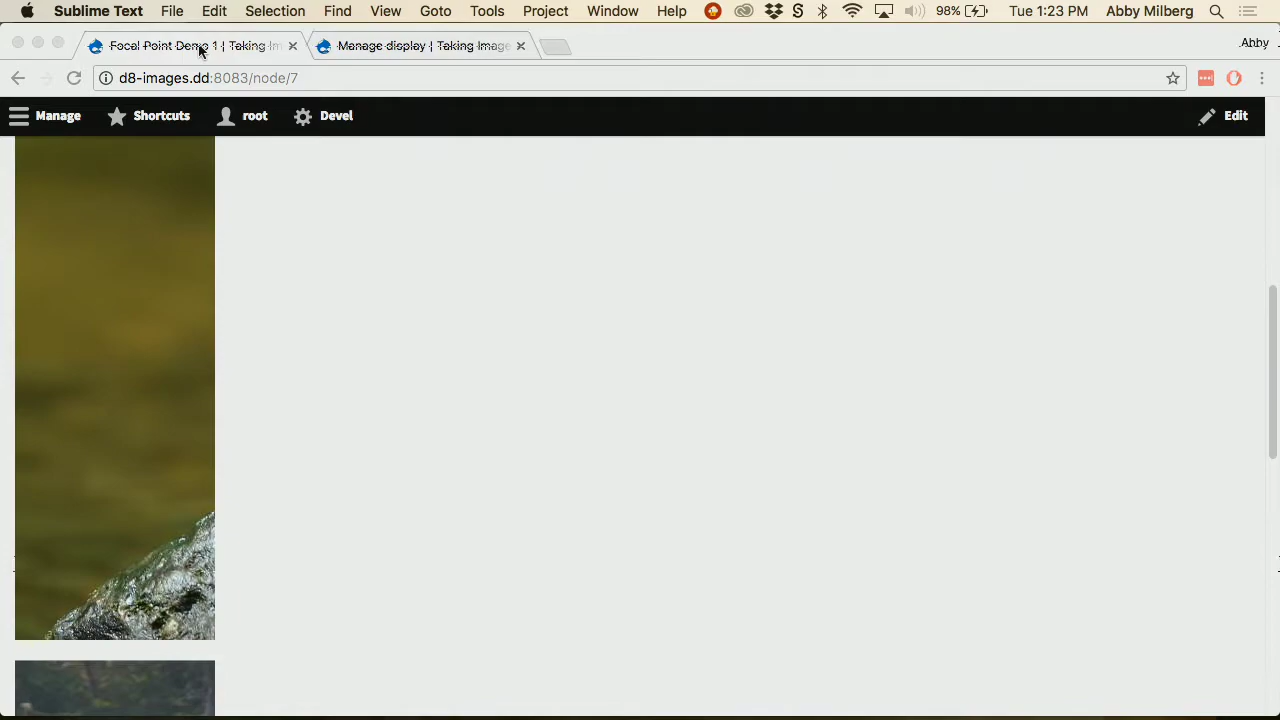 Sublime Text File Edit Selection Find View Goto Tools Project Window Help 98% Tue 1:23 PM Abby Milberg
Focal Point Demo 1 | Taking Im Manage display | Taking Image Abby
d8-images.dd:8083/node/7
Manage Shortcuts root Devel Edit